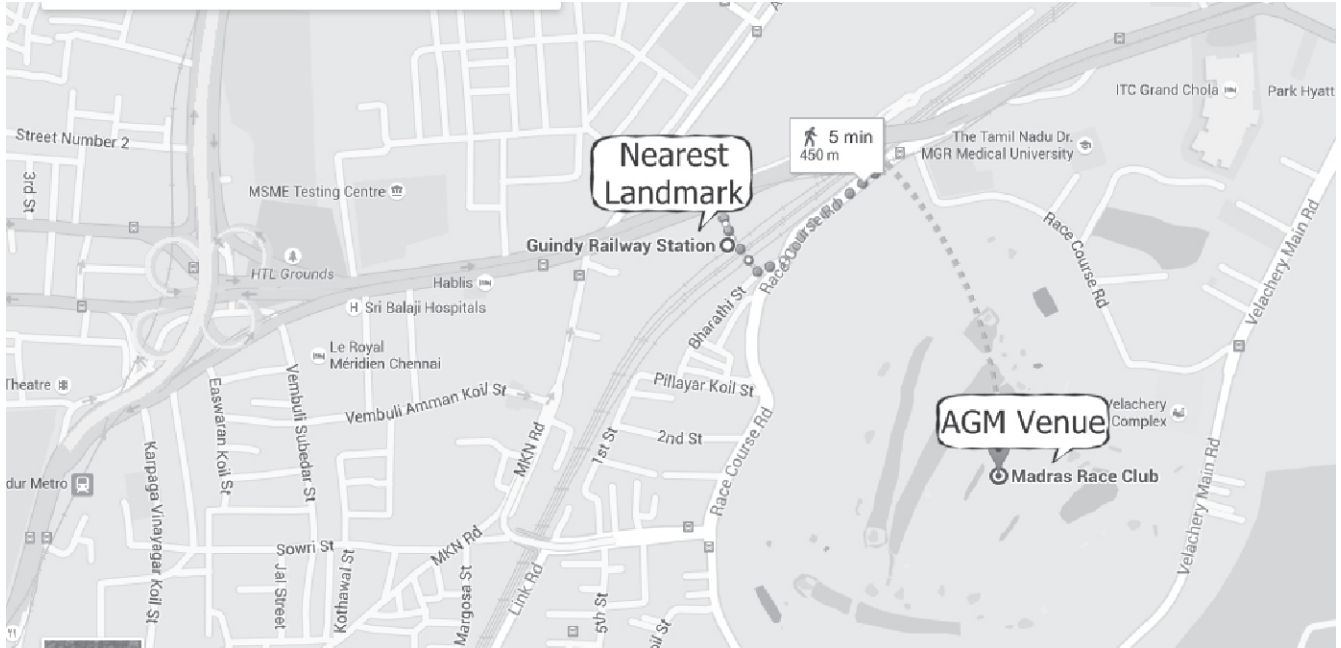 ITC Grand Chola
Park Hyatt
5 min
450 m
The Tamil Nadu Dr.
MGR Medical University
Street Number 2
Nearest
Landmark
3rd St
MSME Testing Centre
Guindy Railway Station
Race Course Rd
Race Course Rd
Velachery Main Rd
HTL Grounds
Hablis
H Sri Balaji Hospitals
Bharathi St
Le Royal
Méridien Chennai
Theatre
Easwaran Koil St
Vembuli Subedar St
Vembuli Amman Koil St
Pillayar Koil St
AGM Venue
Velachery
Complex
2nd St
1st St
MKN Rd
Race Course Rd
Karpaga Vinayagar Koil St
dur Metro
Madras Race Club
Velachery Main Rd
Sowri St
MKN Rd
Jal Street
Kothawal St
Margosa St
Link Rd
5th St
oil St